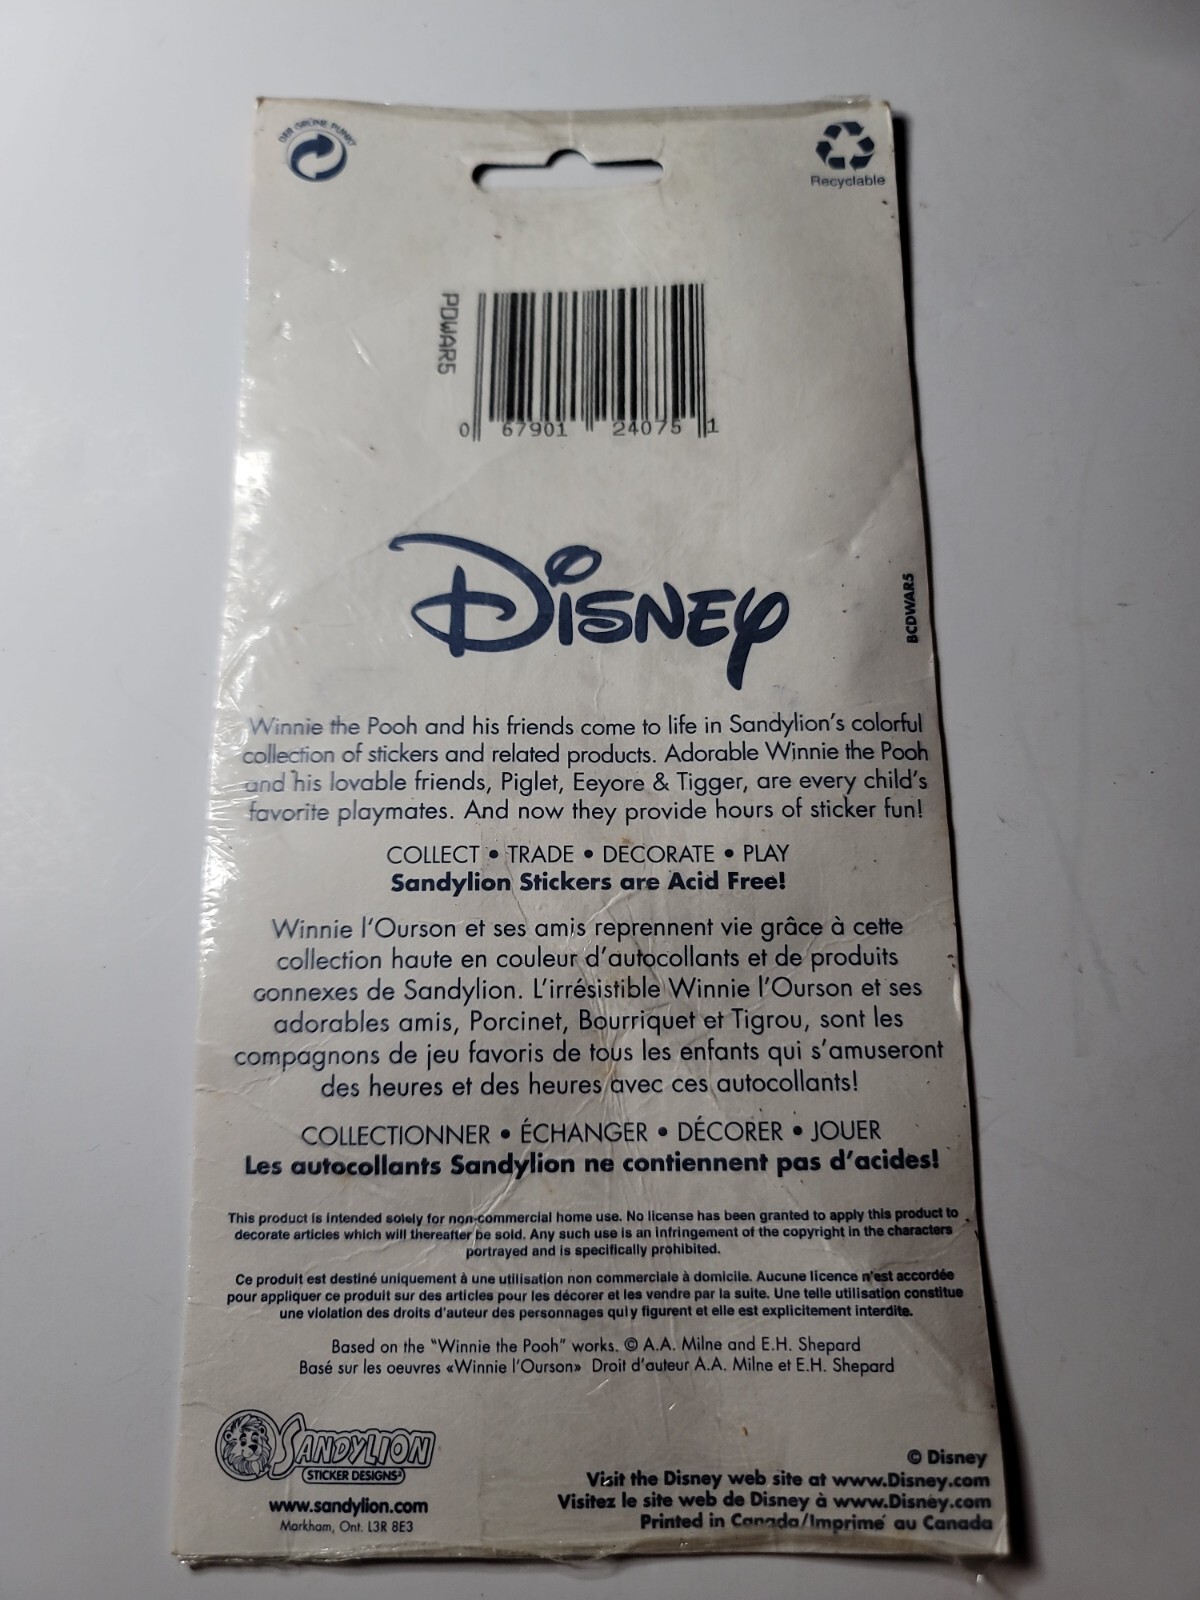 DER GRÜNE PUNKT
Recyclable
PDWAR5
0 67901 24075 1
Disney
BCDWAR5
Winnie the Pooh and his friends come to life in Sandylion's colorful
collection of stickers and related products. Adorable Winnie the Pooh
and his lovable friends, Piglet, Eeyore & Tigger, are every child's
favorite playmates. And now they provide hours of sticker fun!
COLLECT • TRADE • DECORATE • PLAY
Sandylion Stickers are Acid Free!
Winnie l'Ourson et ses amis reprennent vie grâce à cette
collection haute en couleur d'autocollants et de produits
connexes de Sandylion. L'irrésistible Winnie l'Ourson et ses
adorables amis, Porcinet, Bourriquet et Tigrou, sont les
compagnons de jeu favoris de tous les enfants qui s'amuseront
des heures et des heures avec ces autocollants!
COLLECTIONNER • ÉCHANGER • DÉCORER • JOUER
Les autocollants Sandylion ne contiennent pas d'acides!
This product is intended solely for non-commercial home use. No license has been granted to apply this product to
decorate articles which will thereafter be sold. Any such use is an infringement of the copyright in the characters
portrayed and is specifically prohibited.
Ce produit est destiné uniquement à une utilisation non commerciale à domicile. Aucune licence n'est accordée
pour appliquer ce produit sur des articles pour les décorer et les vendre par la suite. Une telle utilisation constitue
une violation des droits d'auteur des personnages qui y figurent et elle est explicitement interdite.
Based on the "Winnie the Pooh" works. © A.A. Milne and E.H. Shepard
Basé sur les oeuvres «Winnie l'Ourson» Droit d'auteur A.A. Milne et E.H. Shepard
SANDYLION
STICKER DESIGNS
www.sandylion.com
Markham, Ont. L3R 8E3
© Disney
Visit the Disney web site at www.Disney.com
Visitez le site web de Disney à www.Disney.com
Printed in Canada/Imprimé au Canada